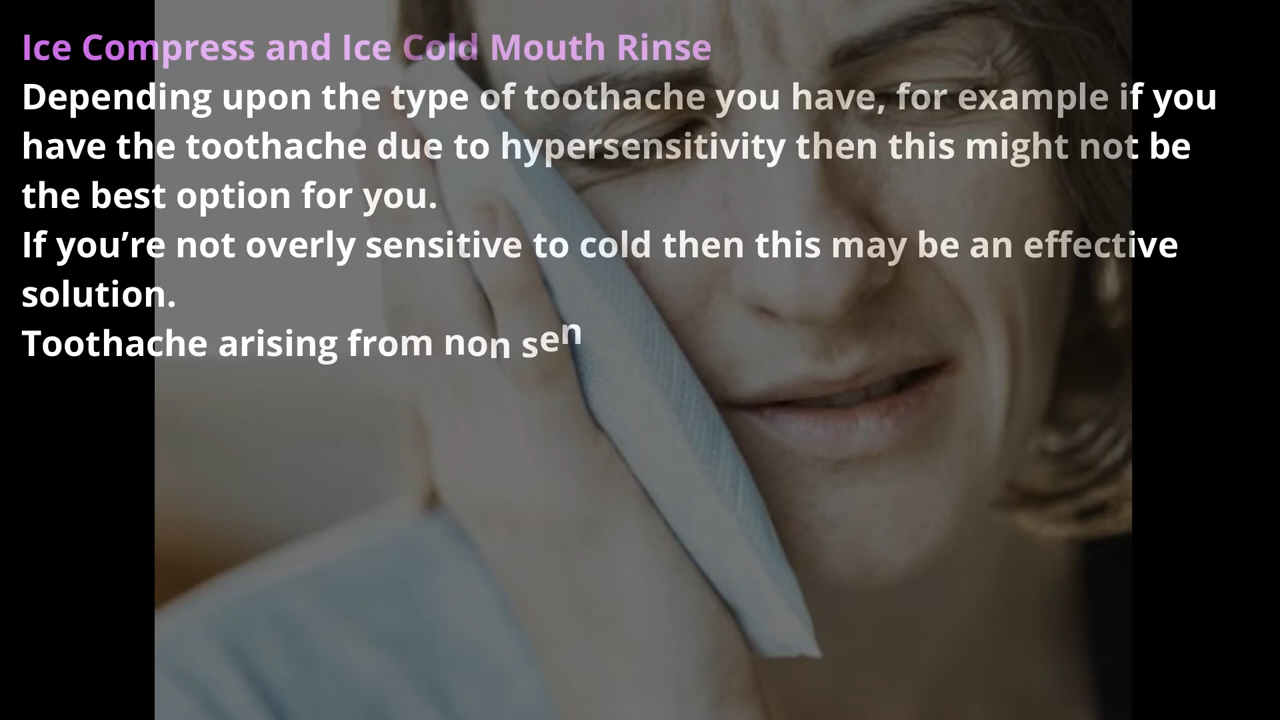 Ice Compress and Ice Cold Mouth Rinse
Depending upon the type of toothache you have, for example if you
have the toothache due to hypersensitivity then this might not be
the best option for you.
If you’re not overly sensitive to cold then this may be an effective
solution.
Toothache arising from non sen